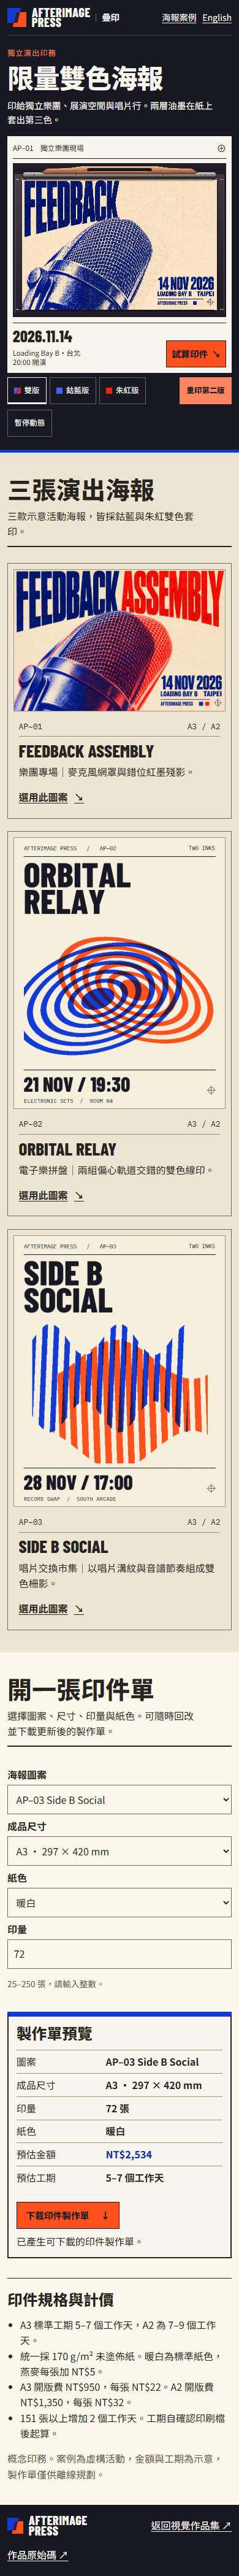 AFTERIMAGE PRESS 疊印 海報案例 English
獨立演出印務
限量雙色海報
印給獨立樂團、展演空間與唱片行。兩層油墨在紙上
套出第三色。
AP-01 獨立樂團現場
FEEDBACK
14 NOV 2026
LOADING BAY B TAIPEI
AFTERIMAGE PRESS
2026.11.14
Loading Bay B・台北
20:00 開演
試算印件 ↘
雙版 鈷藍版 朱紅版 重印第二版
暫停動態
三張演出海報
三款示意活動海報，皆採鈷藍與朱紅雙色套
印。
FEEDBACK ASSEMBLY
14 NOV 2026
LOADING BAY B TAIPEI
AFTERIMAGE PRESS
AP-01 A3 / A2
FEEDBACK ASSEMBLY
樂團專場｜麥克風網罩與錯位紅墨殘影。
選用此圖案 ↘
AFTERIMAGE PRESS / AP-02 TWO INKS
ORBITAL
RELAY
21 NOV / 19:30
ELECTRONIC SETS / ROOM 04
AP-02 A3 / A2
ORBITAL RELAY
電子樂拼盤｜兩組偏心軌道交錯的雙色線印。
選用此圖案 ↘
AFTERIMAGE PRESS / AP-03 TWO INKS
SIDE B
SOCIAL
28 NOV / 17:00
RECORD SWAP / SOUTH ARCADE
AP-03 A3 / A2
SIDE B SOCIAL
唱片交換市集｜以唱片溝紋與音譜節奏組成雙
色柵影。
選用此圖案 ↘
開一張印件單
選擇圖案、尺寸、印量與紙色。可隨時回改
並下載更新後的製作單。
海報圖案
AP-03 Side B Social
成品尺寸
A3 ・ 297 × 420 mm
紙色
暖白
印量
72
25–250 張，請輸入整數。
製作單預覽
圖案 AP-03 Side B Social
成品尺寸 A3 ・ 297 × 420 mm
印量 72 張
紙色 暖白
預估金額 NT$2,534
預估工期 5–7 個工作天
下載印件製作單 ↓
已產生可下載的印件製作單。
印件規格與計價
A3 標準工期 5–7 個工作天，A2 為 7–9 個工作
天。
統一採 170 g/m² 未塗佈紙。暖白為標準紙色，
燕麥每張加 NT$5。
A3 開版費 NT$950，每張 NT$22。A2 開版費
NT$1,350，每張 NT$32。
151 張以上增加 2 個工作天。工期自確認印刷檔
後起算。
概念印務。案例為虛構活動，金額與工期為示意，
製作單僅供離線規劃。
AFTERIMAGE PRESS 返回視覺作品集 ↗
作品原始碼 ↗